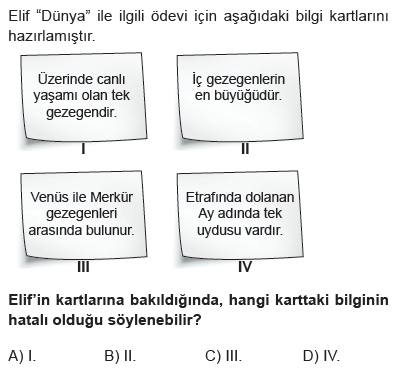 Elif “Dünya” ile ilgili ödevi için aşağıdaki bilgi kartlarını
hazırlamıştır.
Üzerinde canlı
yaşamı olan tek
gezegendir.
I
İç gezegenlerin
en büyüğüdür.
II
Venüs ile Merkür
gezegenleri
arasında bulunur.
III
Etrafında dolanan
Ay adında tek
uydusu vardır.
IV
Elif’in kartlarına bakıldığında, hangi karttaki bilginin
hatalı olduğu söylenebilir?
A) I. B) II. C) III. D) IV.